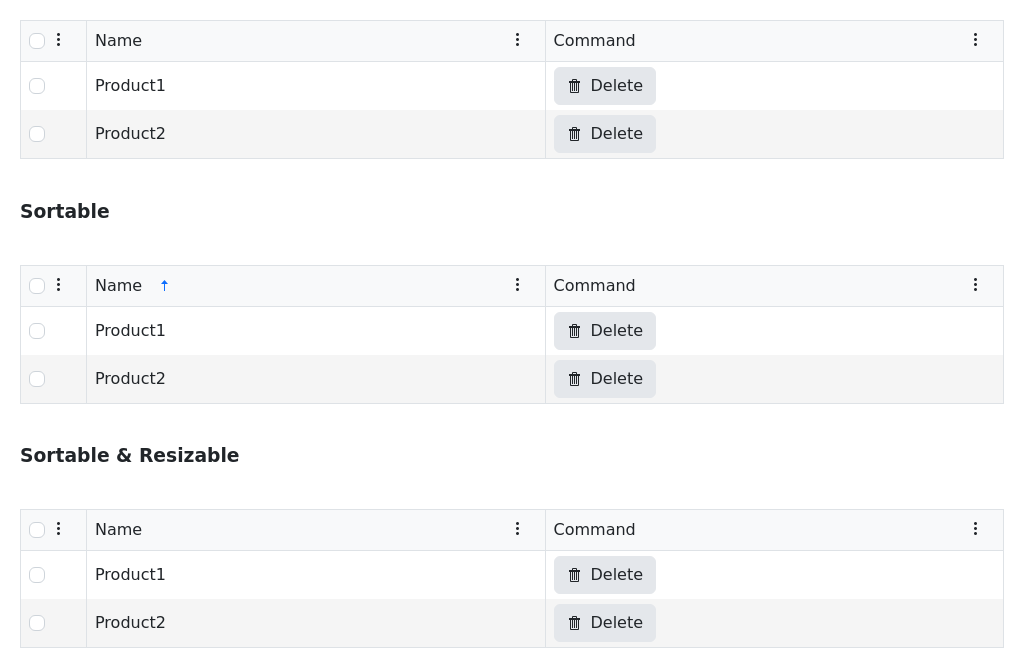 Name Command
Product1 Delete
Product2 Delete
Sortable
Name Command
Product1 Delete
Product2 Delete
Sortable & Resizable
Name Command
Product1 Delete
Product2 Delete